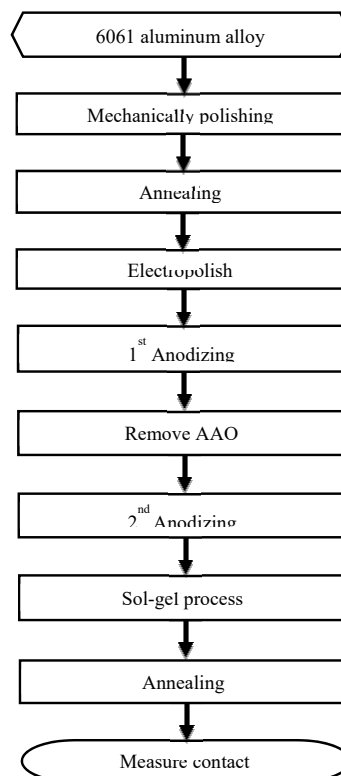 6061 aluminum alloy
Mechanically polishing
Annealing
Electropolish
1st Anodizing
Remove AAO
2nd Anodizing
Sol-gel process
Annealing
Measure contact